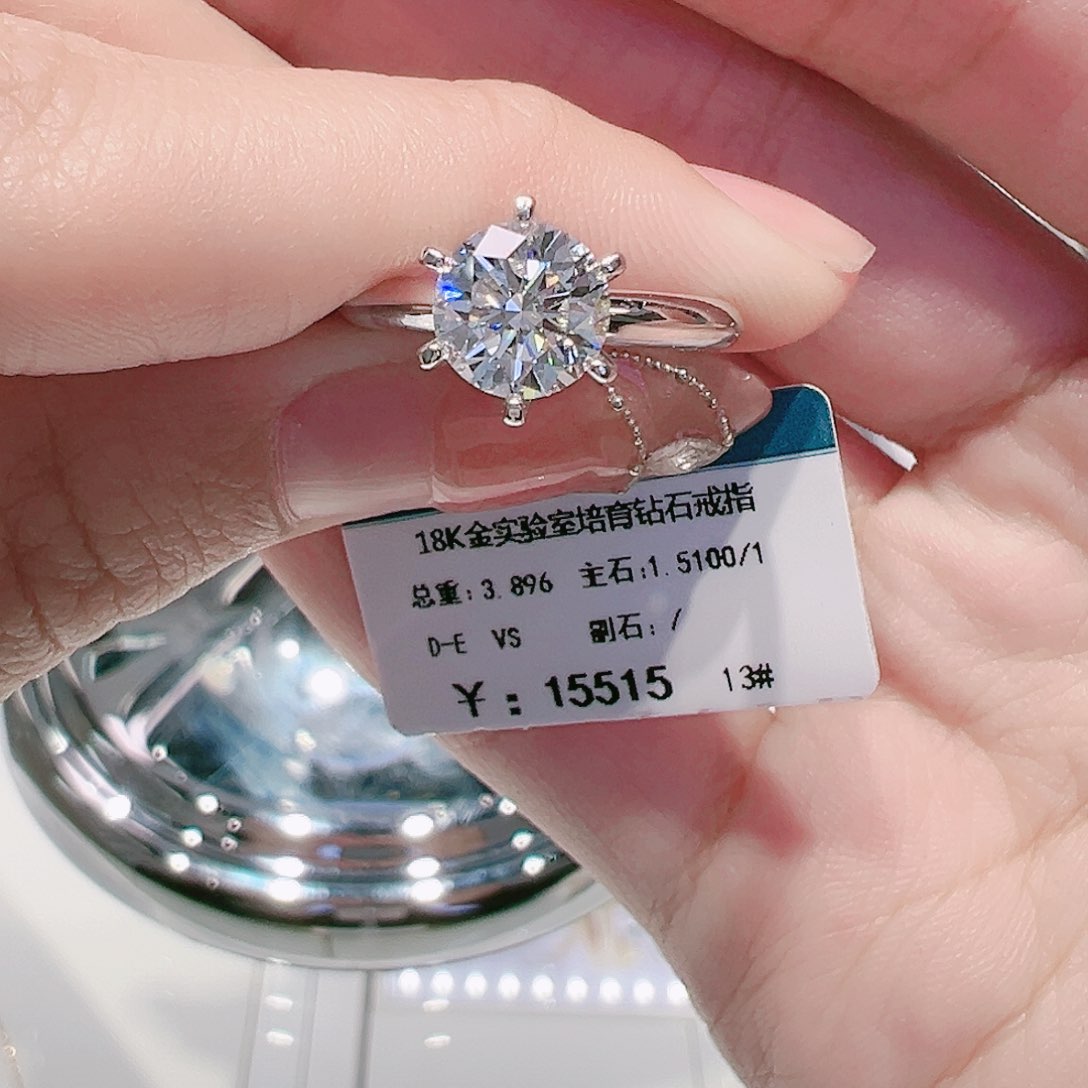 18K金实验室培育钻石戒指
总重:3.896 主石:1.5100/1
D-E VS 副石:/
¥:15515 13#